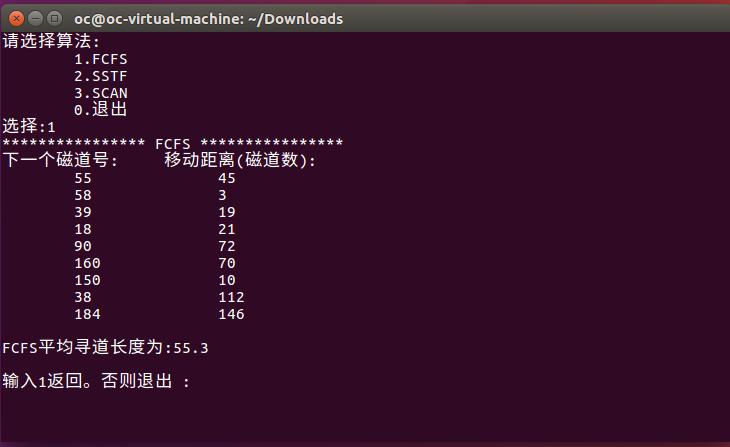 oc@oc-virtual-machine: ~/Downloads
请选择算法:
1.FCFS
2.SSTF
3.SCAN
0.退出
选择:1
**************** FCFS ****************
下一个磁道号: 移动距离(磁道数):
55 45
58 3
39 19
18 21
90 72
160 70
150 10
38 112
184 146
FCFS平均寻道长度为:55.3
输入1返回。否则退出 :